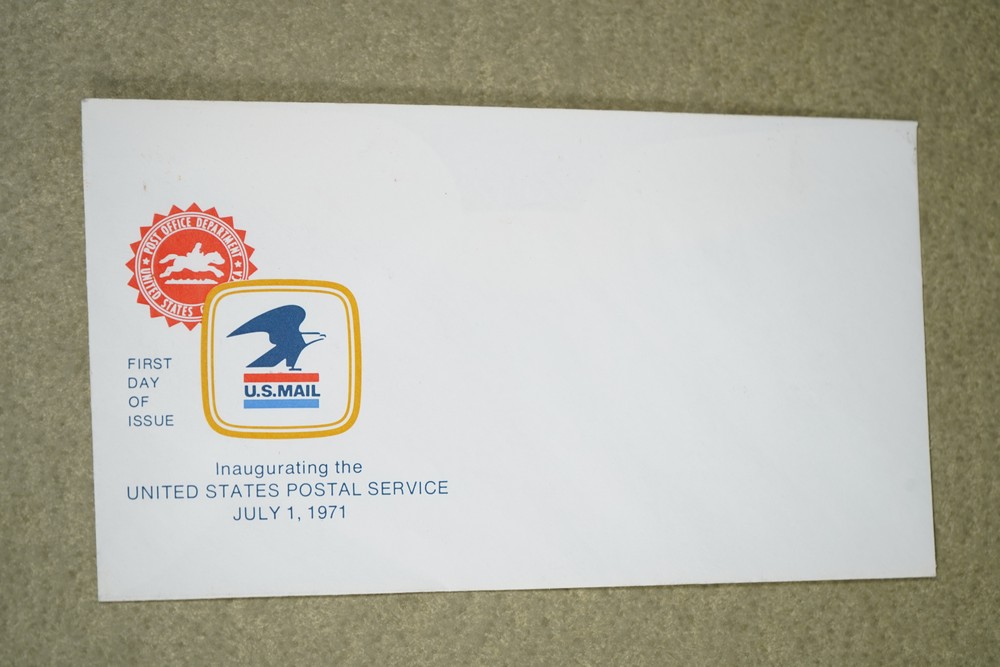 POST OFFICE DEPARTMENT
UNITED STATES
U.S.MAIL
FIRST
DAY
OF
ISSUE
Inaugurating the
UNITED STATES POSTAL SERVICE
JULY 1, 1971